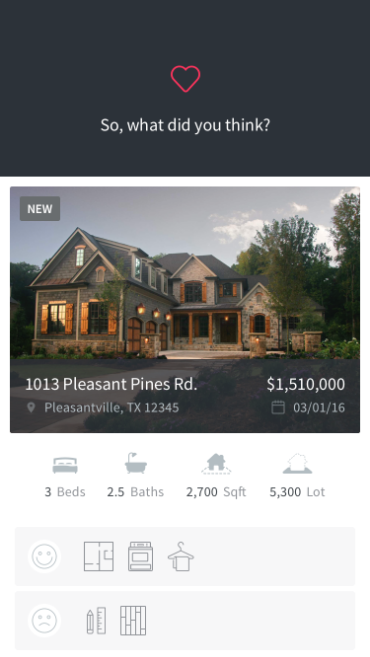 So, what did you think?
NEW
1013 Pleasant Pines Rd. $1,510,000
Pleasantville, TX 12345 03/01/16
3 Beds 2.5 Baths 2,700 Sqft 5,300 Lot